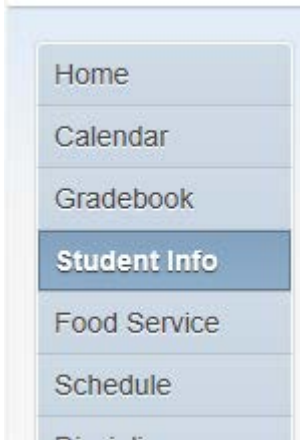 Home
Calendar
Gradebook
Student Info
Food Service
Schedule